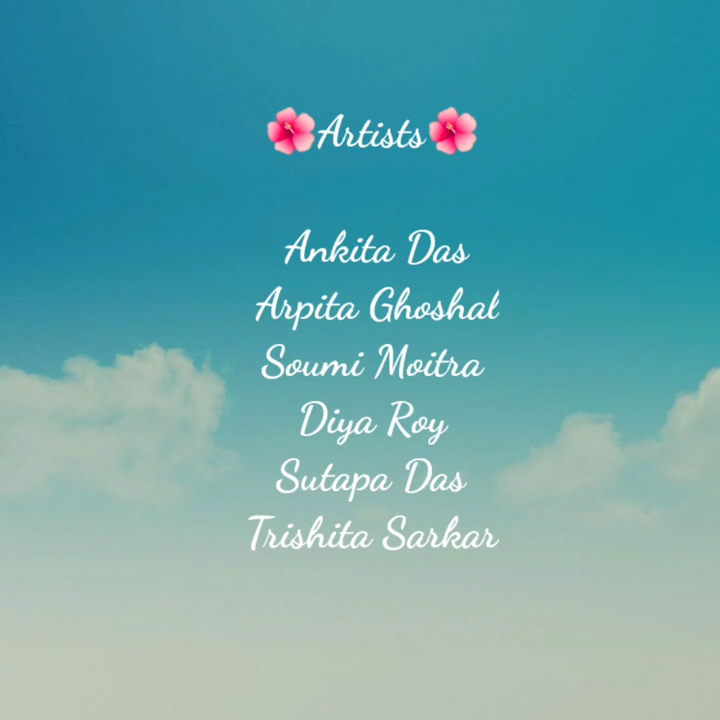 🌺Artists🌺
Ankita Das
Arpita Ghoshal
Soumi Moitra
Diya Roy
Sutapa Das
Trishita Sarkar